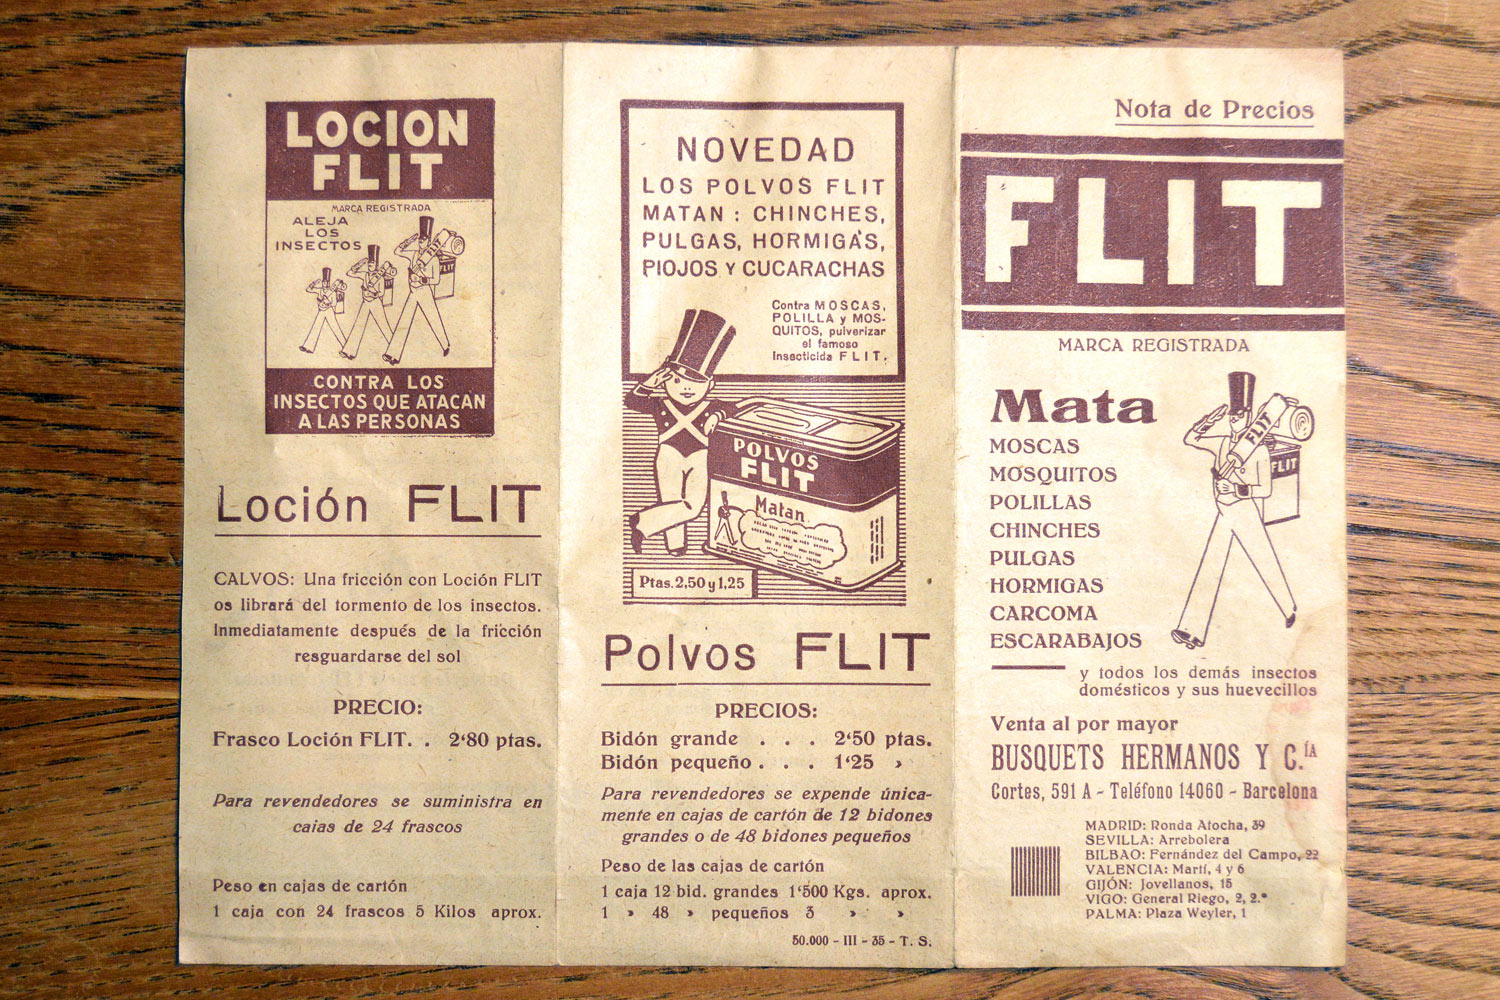 LOCION
FLIT
MARCA REGISTRADA
ALEJA
LOS
INSECTOS
CONTRA LOS
INSECTOS QUE ATACAN
A LAS PERSONAS
Loción FLIT
CALVOS: Una fricción con Loción FLIT
os librará del tormento de los insectos.
Inmediatamente después de la fricción
resguardarse del sol
PRECIO:
Frasco Loción FLIT. . 2'80 ptas.
Para revendedores se suministra en
caias de 24 frascos
Peso en cajas de cartón
1 caja con 24 frascos 5 Kilos aprox.
NOVEDAD
LOS POLVOS FLIT
MATAN : CHINCHES,
PULGAS, HORMIGAS,
PIOJOS Y CUCARACHAS
Contra MOSCAS,
POLILLA y MOS-
QUITOS, pulverizar
el famoso
Insecticida FLIT.
POLVOS
FLIT
Matan
Ptas. 2,50 y 1,25
Polvos FLIT
PRECIOS:
Bidón grande . . . 2'50 ptas.
Bidón pequeño . . . 1'25 »
Para revendedores se expende única-
mente en cajas de cartón de 12 bidones
grandes o de 48 bidones pequeños
Peso de las cajas de cartón
1 caja 12 bid. grandes 1'500 Kgs. aprox.
1 » 48 » pequeños 3 » »
50.000 - III - 35 - T. S.
Nota de Precios
FLIT
MARCA REGISTRADA
Mata
MOSCAS
MOSQUITOS
POLILLAS
CHINCHES
PULGAS
HORMIGAS
CARCOMA
ESCARABAJOS
FLIT
FLIT
y todos los demás insectos
domésticos y sus huevecillos
Venta al por mayor
BUSQUETS HERMANOS Y C.ÍA
Cortes, 591 A - Teléfono 14060 - Barcelona
MADRID: Ronda Atocha, 39
SEVILLA: Arrebolera
BILBAO: Fernández del Campo, 22
VALENCIA: Martí, 4 y 6
GIJÓN: Jovellanos, 15
VIGO: General Riego, 2, 2.º
PALMA: Plaza Weyler, 1